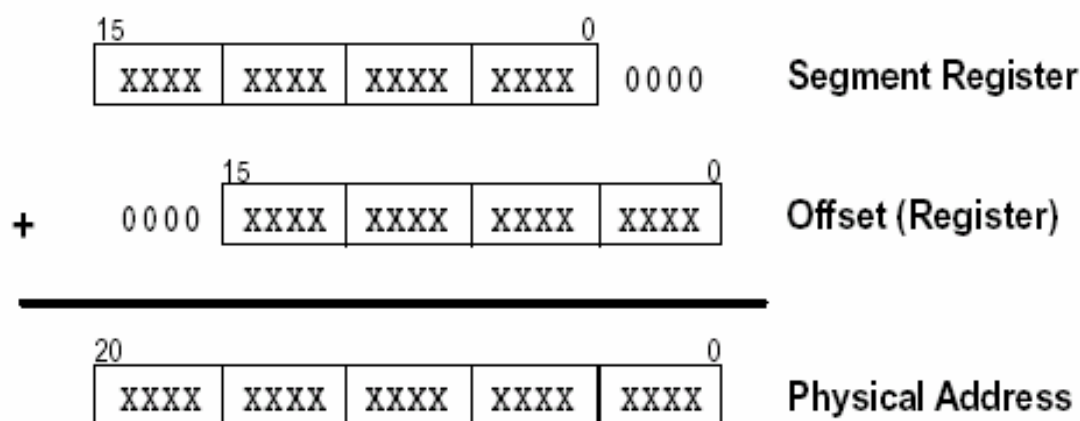 15 0
XXXX XXXX XXXX XXXX 0000 Segment Register
15 0
+ 0000 XXXX XXXX XXXX XXXX Offset (Register)
20 0
XXXX XXXX XXXX XXXX XXXX Physical Address